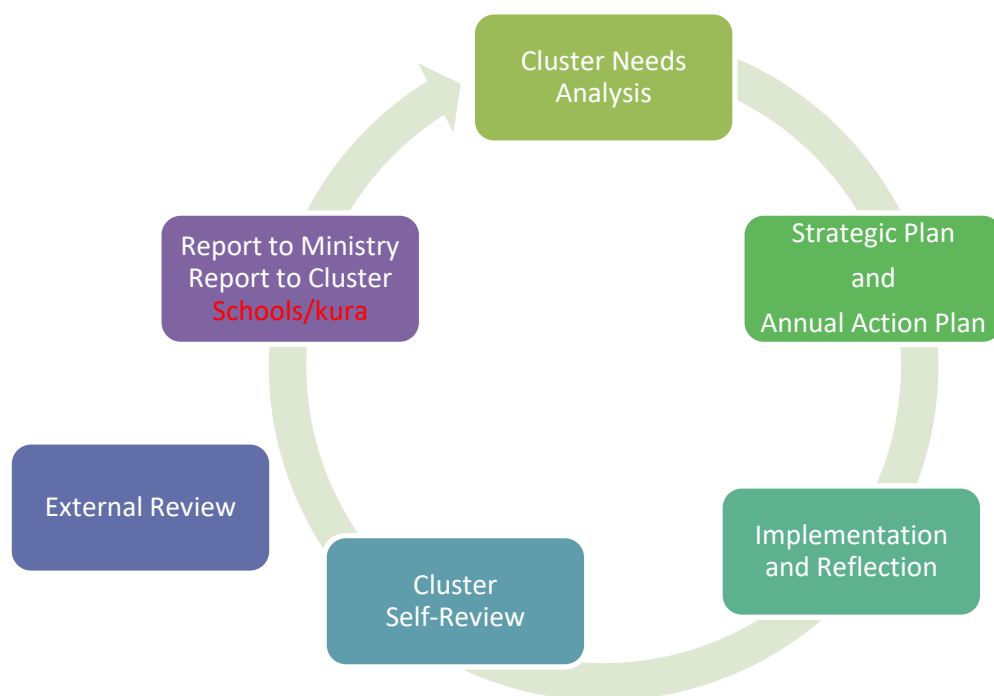 Cluster Needs
Analysis
Strategic Plan
and
Annual Action Plan
Implementation
and Reflection
Cluster
Self-Review
External Review
Report to Ministry
Report to Cluster
Schools/kura